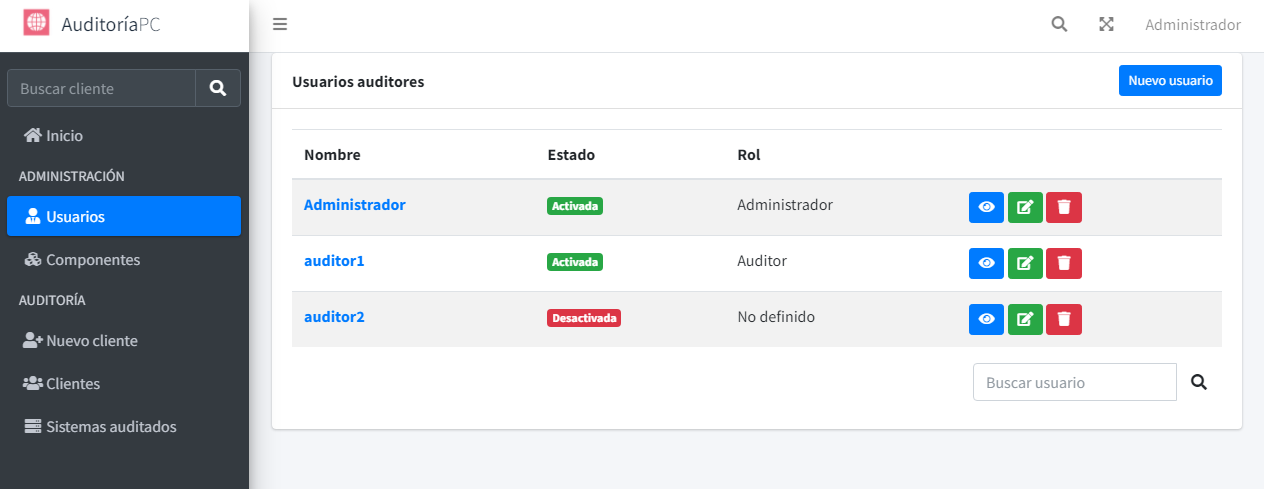 AuditoríaPC
Administrador
Buscar cliente
Inicio
ADMINISTRACIÓN
Usuarios
Componentes
AUDITORÍA
Nuevo cliente
Clientes
Sistemas auditados
Usuarios auditores
Nuevo usuario
Nombre Estado Rol
Administrador Activada Administrador
auditor1 Activada Auditor
auditor2 Desactivada No definido
Buscar usuario